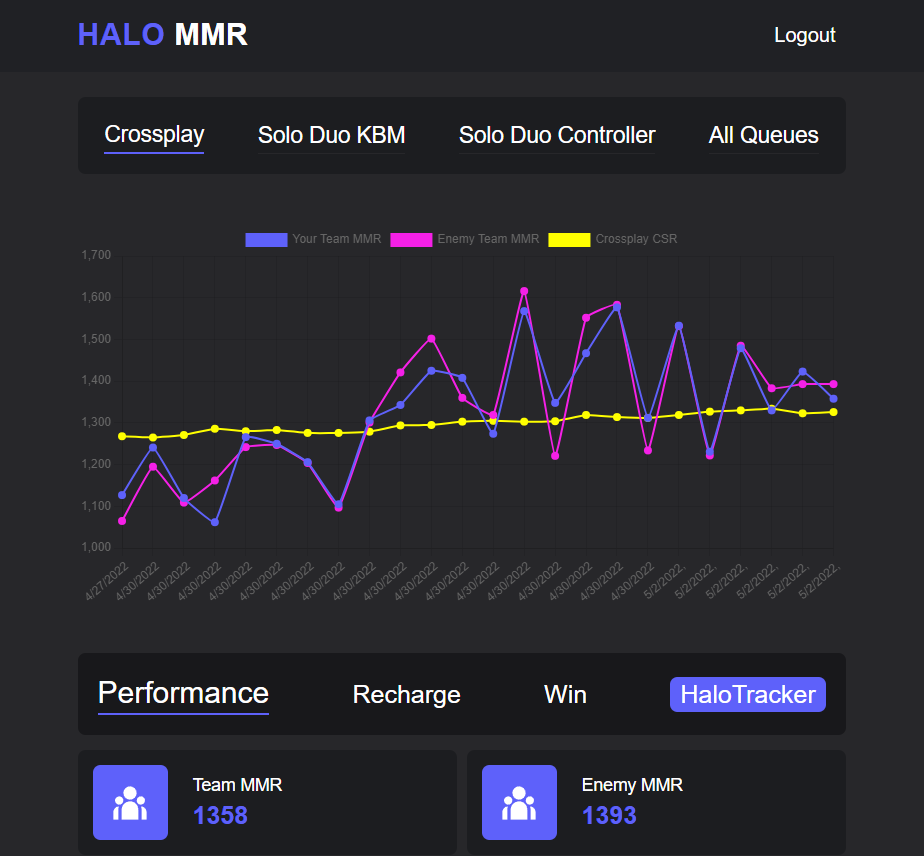 HALO MMR Logout
Crossplay Solo Duo KBM Solo Duo Controller All Queues
Your Team MMR Enemy Team MMR Crossplay CSR
1,700
1,600
1,500
1,400
1,300
1,200
1,100
1,000
4/27/2022 4/30/2022 4/30/2022 4/30/2022 4/30/2022 4/30/2022 4/30/2022 4/30/2022 4/30/2022 4/30/2022 4/30/2022 4/30/2022 4/30/2022 4/30/2022 4/30/2022 4/30/2022 4/30/2022 4/30/2022 5/2/2022, 5/2/2022, 5/2/2022, 5/2/2022, 5/2/2022, 5/2/2022,
Performance Recharge Win HaloTracker
Team MMR Enemy MMR
1358 1393